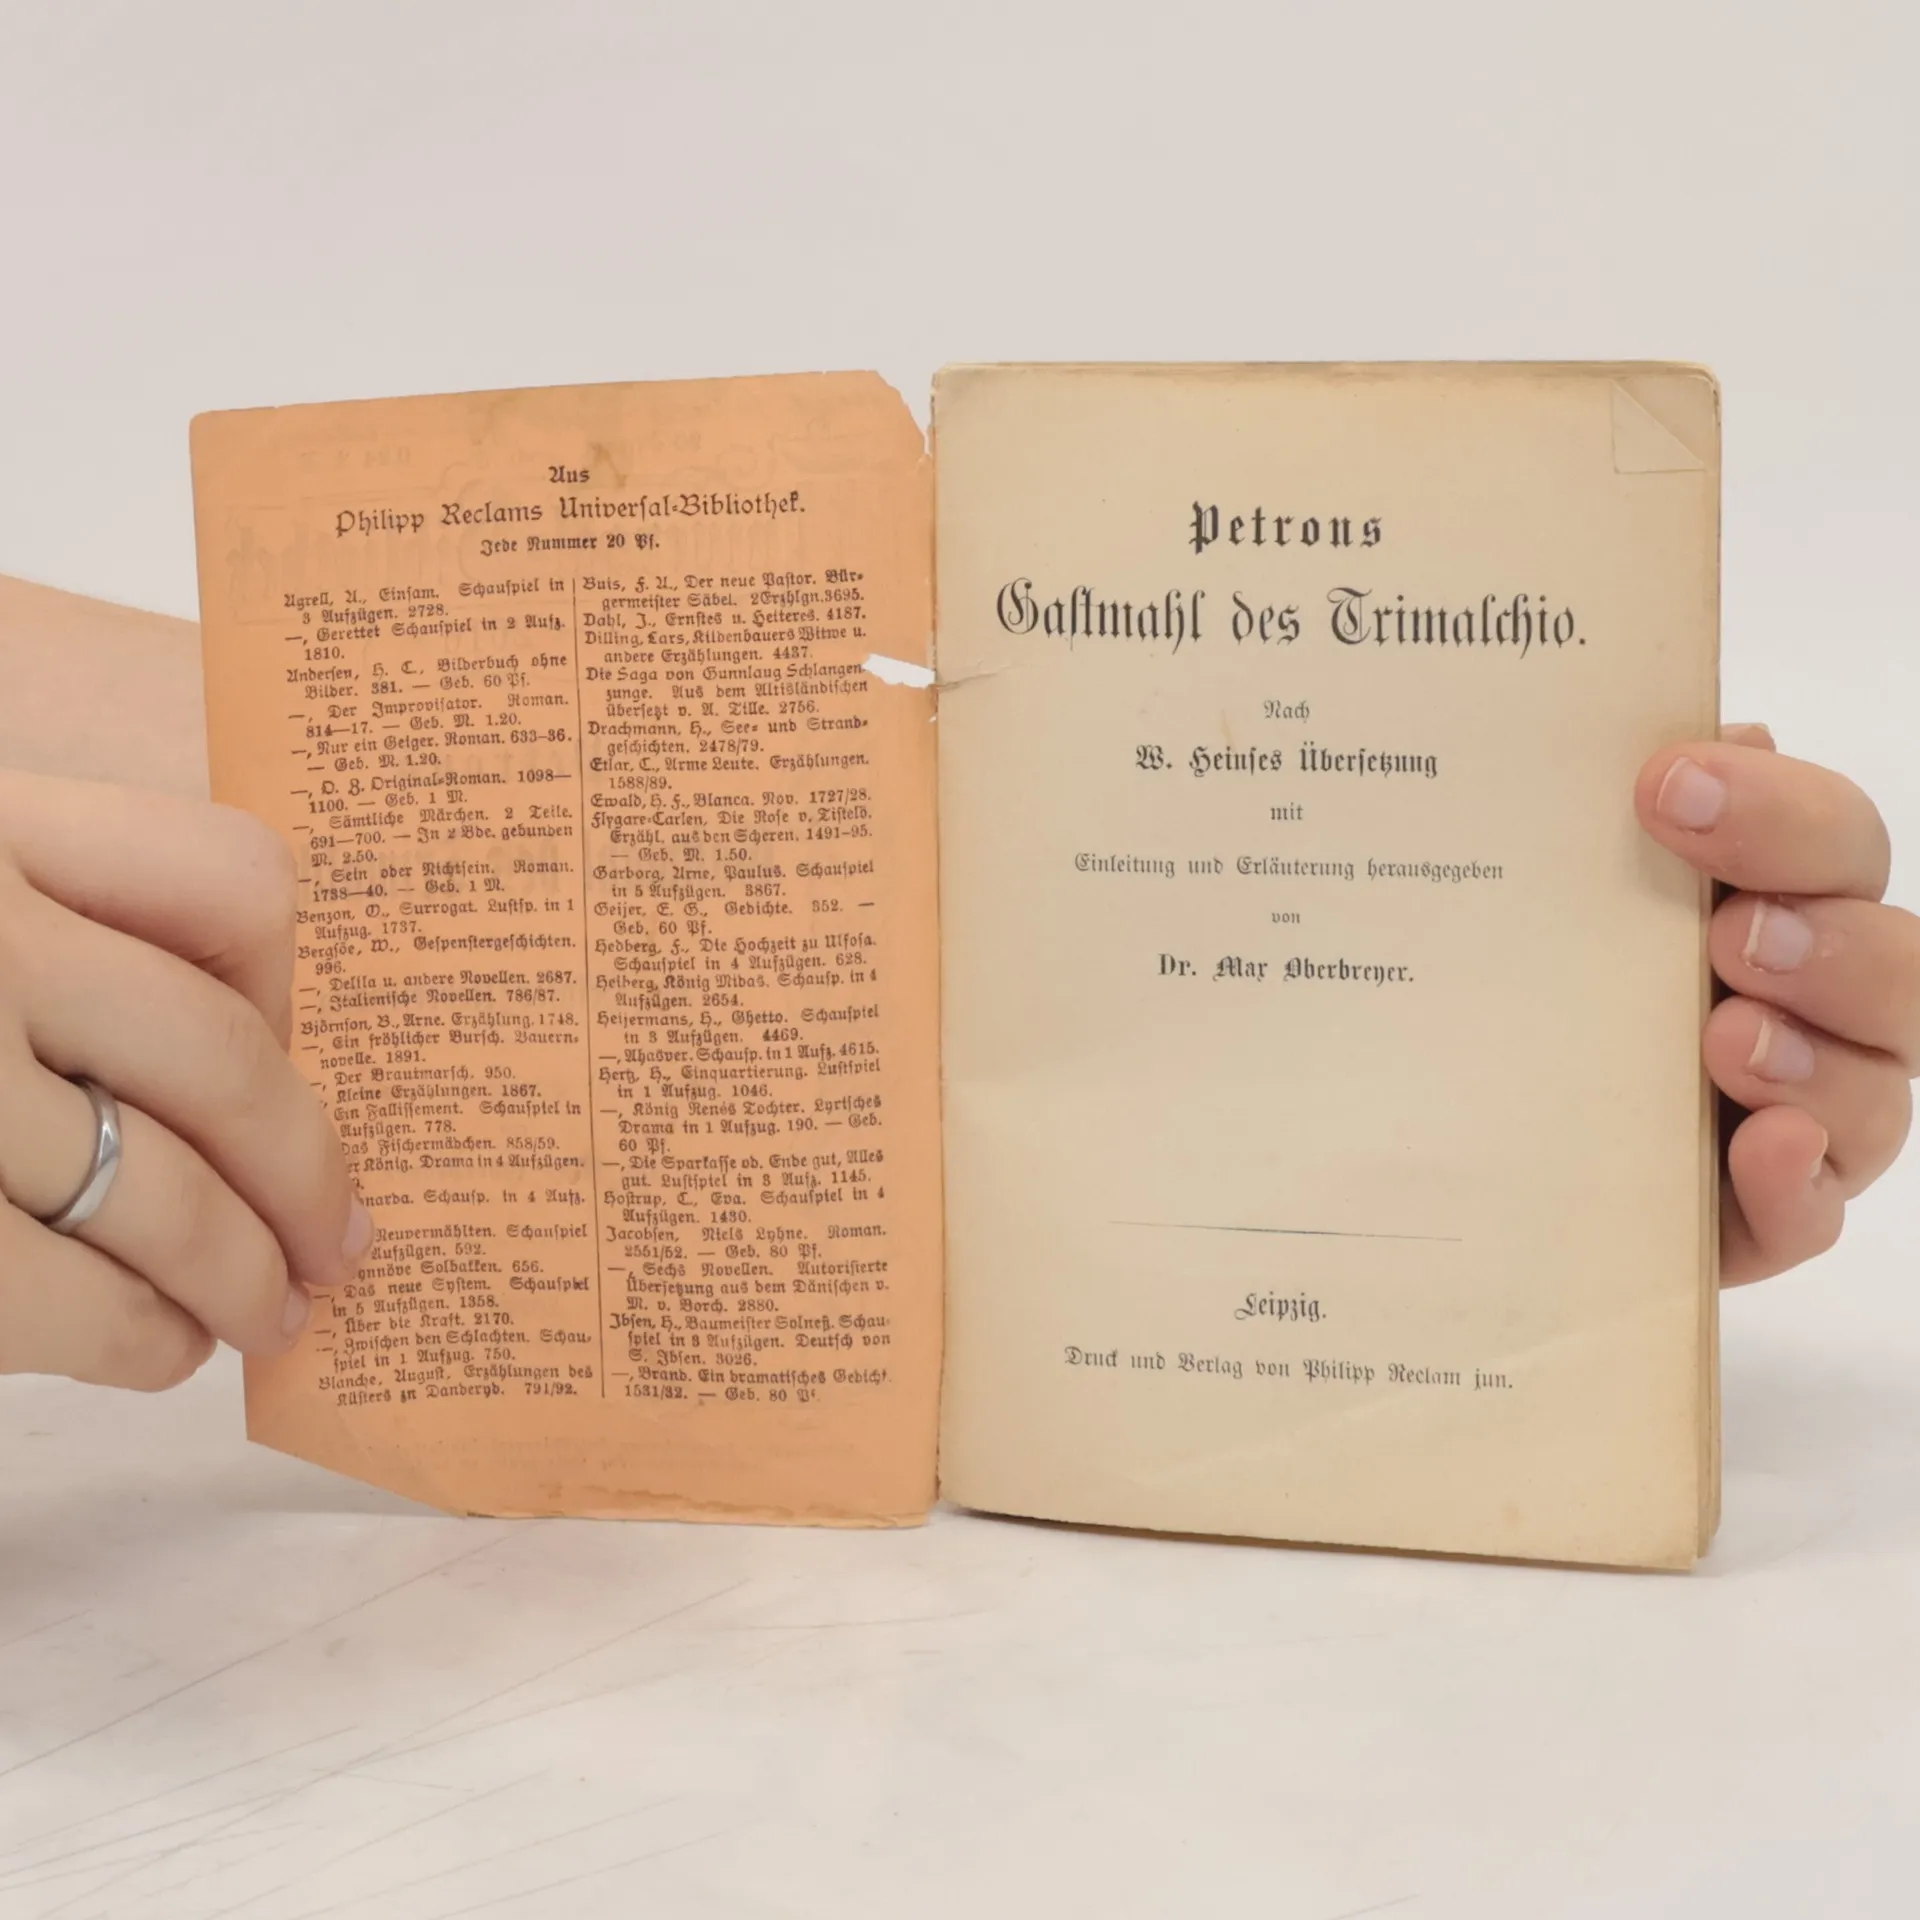 Aus
Philipp Reclams Universal-Bibliothek.
Jede Nummer 20 Pf.
Agrell, A., Einsam. Schauspiel in
3 Aufzügen. 2728.
—, Gerettet Schauspiel in 2 Aufz.
1810.
Andersen, H. C., Bilderbuch ohne
Bilder. 381. — Geb. 60 Pf.
—, Der Improvisator. Roman.
814—17. — Geb. M. 1.20.
—, Nur ein Geiger. Roman. 633–36.
— Geb. M. 1.20.
—, O. Z. Original-Roman. 1098—
1100. — Geb. 1 M.
—, Sämtliche Märchen. 2 Teile.
691—700. — In 2 Bde. gebunden
M. 2.50.
—, Sein oder Nichtsein. Roman.
1738—40. — Geb. 1 M.
Benzon, O., Surrogat. Lustsp. in 1
Aufzug. 1737.
Bergsöe, W., Gespenstergeschichten.
996.
—, Delila u. andere Novellen. 2687.
—, Italienische Novellen. 786/87.
Björnson, B., Arne. Erzählung. 1748.
—, Ein fröhlicher Bursch. Bauern-
novelle. 1891.
—, Der Brautmarsch. 950.
Kleine Erzählungen. 1867.
Ein Fallissement. Schauspiel in
Aufzügen. 778.
Das Fischermädchen. 858/59.
König. Drama in 4 Aufzügen.
Schausp. in 4 Aufz.
Neuvermählten. Schauspiel
Aufzügen. 592.
Solbakken. 656.
—, Das neue System. Schauspiel
in 5 Aufzügen. 1358.
—, Über die Kraft. 2170.
—, Zwischen den Schlachten. Schau-
spiel in 1 Aufzug. 750.
Blanche, August, Erzählungen des
Küsters zu Danderyd. 791/92.
Buis, F. A., Der neue Pastor. Bür-
germeister Säbel. 2 Erzhlgn. 3695.
Dahl, J., Ernstes u. Heiteres. 4187.
Dilling, Lars, Kildenbauers Witwe u.
andere Erzählungen. 4437.
Die Saga von Gunnlaug Schlangen-
zunge. Aus dem Altisländischen
übersetzt v. A. Tille. 2756.
Drachmann, H., See- und Strand-
geschichten. 2478/79.
Etlar, C., Arme Leute. Erzählungen.
1588/89.
Ewald, H. F., Blanca. Nov. 1727/28.
Flygare-Carlen, Die Rose v. Tistelö.
Erzähl. aus den Scheren. 1491–95.
— Geb. M. 1.50.
Garborg, Arne, Paulus. Schauspiel
in 5 Aufzügen. 3867.
Geijer, E. G., Gedichte. 352. —
Geb. 60 Pf.
Hedberg, F., Die Hochzeit zu Ulfosa.
Schauspiel in 4 Aufzügen. 628.
Heiberg, König Midas. Schausp. in 4
Aufzügen. 2654.
Heijermans, H., Ghetto. Schauspiel
in 3 Aufzügen. 4469.
—, Ahasver. Schausp. in 1 Aufz. 4615.
Hertz, H., Einquartierung. Lustspiel
in 1 Aufzug. 1046.
—, König Renés Tochter. Lyrisches
Drama in 1 Aufzug. 190. — Geb.
60 Pf.
—, Die Sparkasse od. Ende gut, Alles
gut. Lustspiel in 3 Aufz. 1145.
Hostrup, C., Eva. Schauspiel in 4
Aufzügen. 1430.
Jacobsen, Niels Lyhne. Roman.
2551/52. — Geb. 80 Pf.
—, Sechs Novellen. Autorisierte
Übersetzung aus dem Dänischen v.
M. v. Borch. 2880.
Ibsen, H., Baumeister Solneß. Schau-
spiel in 3 Aufzügen. Deutsch von
S. Ibsen. 3026.
—, Brand. Ein dramatisches Gedicht.
1531/32. — Geb. 80 Pf.
Petrons
Gastmahl des Trimalchio.
Nach
W. Heinses Übersetzung
mit
Einleitung und Erläuterung herausgegeben
von
Dr. Max Oberbreyer.
Leipzig.
Druck und Verlag von Philipp Reclam jun.